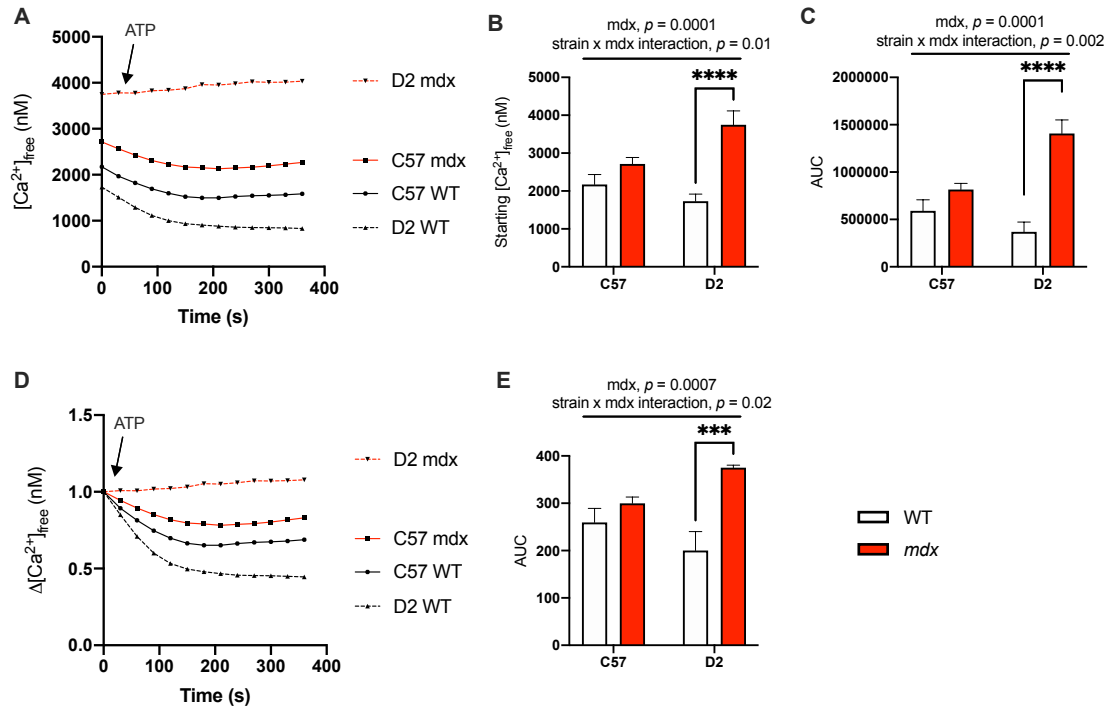 A
ATP
5000
4000
3000
2000
1000
0
[Ca²⁺]free (nM)
0 100 200 300 400
Time (s)
D2 mdx
C57 mdx
C57 WT
D2 WT
B
mdx, p = 0.0001
strain x mdx interaction, p = 0.01
****
5000
4000
3000
2000
1000
0
Starting [Ca²⁺]free (nM)
C57 D2
C
mdx, p = 0.0001
strain x mdx interaction, p = 0.002
****
2000000
1500000
1000000
500000
0
AUC
C57 D2
D
ATP
1.5
1.0
0.5
0.0
Δ[Ca²⁺]free (nM)
0 100 200 300 400
Time (s)
D2 mdx
C57 mdx
C57 WT
D2 WT
E
mdx, p = 0.0007
strain x mdx interaction, p = 0.02
***
400
300
200
100
0
AUC
C57 D2
WT
mdx